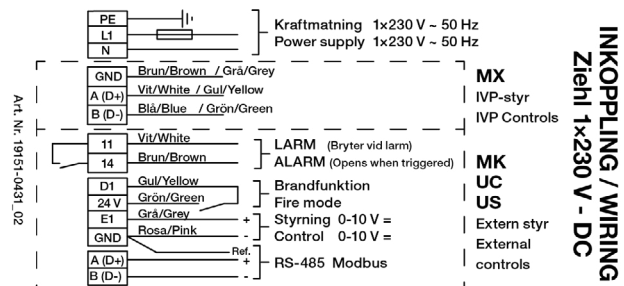 PE
L1
N
Kraftmatning 1×230 V ~ 50 Hz
Power supply 1×230 V ~ 50 Hz
GND Brun/Brown / Grå/Grey
A (D+) Vit/White / Gul/Yellow
B (D-) Blå/Blue / Grön/Green
MX
IVP-styr
IVP Controls
11 Vit/White
14 Brun/Brown
LARM (Bryter vid larm)
ALARM (Opens when triggered)
D1 Gul/Yellow
24 V Grön/Green
Brandfunktion
Fire mode
E1 Grå/Grey +
GND Rosa/Pink -
Styrning 0-10 V =
Control 0-10 V =
Ref.
A (D+) +
B (D-) -
RS-485 Modbus
MK
UC
US
Extern styr
External
controls
INKOPPLING / WIRING
Ziehl 1×230 V - DC
Art. Nr. 19151-0431_02